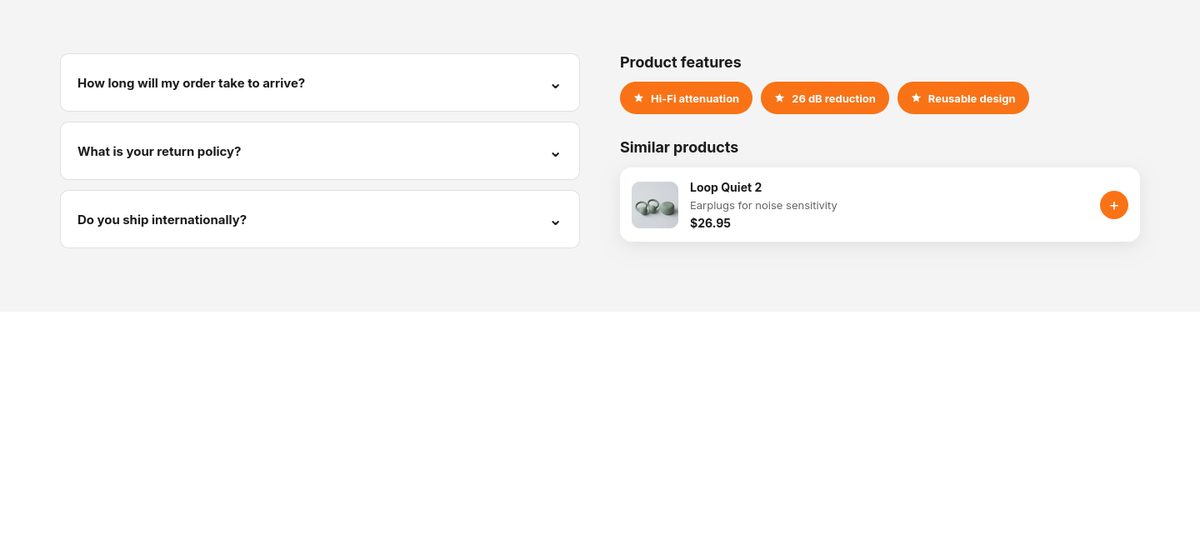 How long will my order take to arrive?
What is your return policy?
Do you ship internationally?
Product features
Hi-Fi attenuation
26 dB reduction
Reusable design
Similar products
Loop Quiet 2
Earplugs for noise sensitivity
$26.95
+